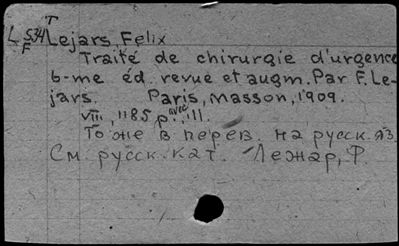 T
L 534 Lejars Felix
F
Traité de chirurgie d'urgence
6-me éd. revue et augm. Par F. Le-
jars. Paris, Masson, 1909.
VIII, 1185 p. avec ill.
То же в перев. на русск. яз.
См. русск. кат. Лежар, Ф.